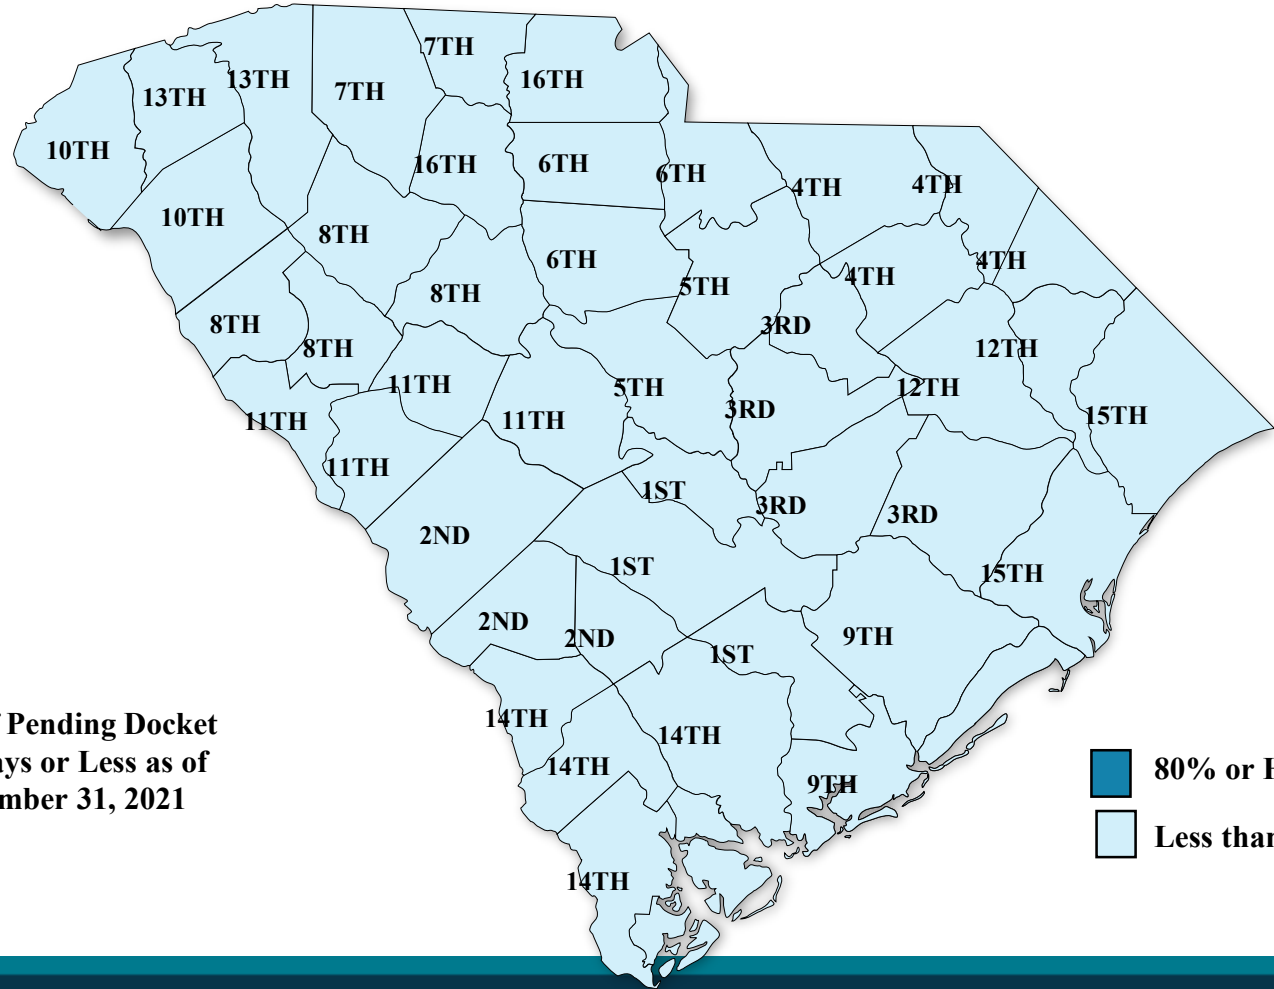 7TH
13TH
7TH
16TH
13TH
10TH
16TH
6TH
6TH
4TH
4TH
10TH
8TH
6TH
4TH
4TH
8TH
5TH
8TH
3RD
8TH
12TH
11TH
5TH
12TH
3RD
15TH
11TH
11TH
11TH
1ST
3RD
3RD
2ND
1ST
15TH
2ND
2ND
9TH
1ST
14TH
Pending Docket
14TH
ays or Less as of
14TH
80% or
9TH
mber 31, 2021
Less than
14TH